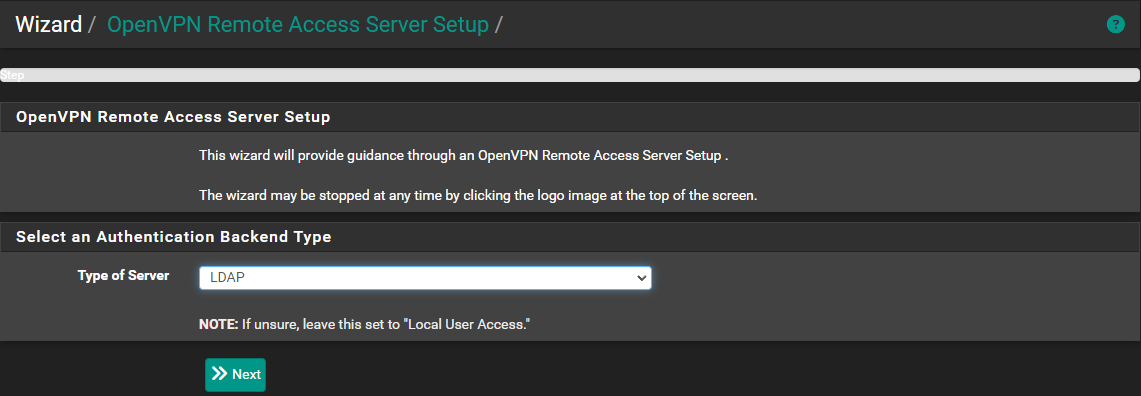 Wizard / OpenVPN Remote Access Server Setup / ?
Step
OpenVPN Remote Access Server Setup
This wizard will provide guidance through an OpenVPN Remote Access Server Setup .
The wizard may be stopped at any time by clicking the logo image at the top of the screen.
Select an Authentication Backend Type
Type of Server LDAP
NOTE: If unsure, leave this set to "Local User Access."
Next